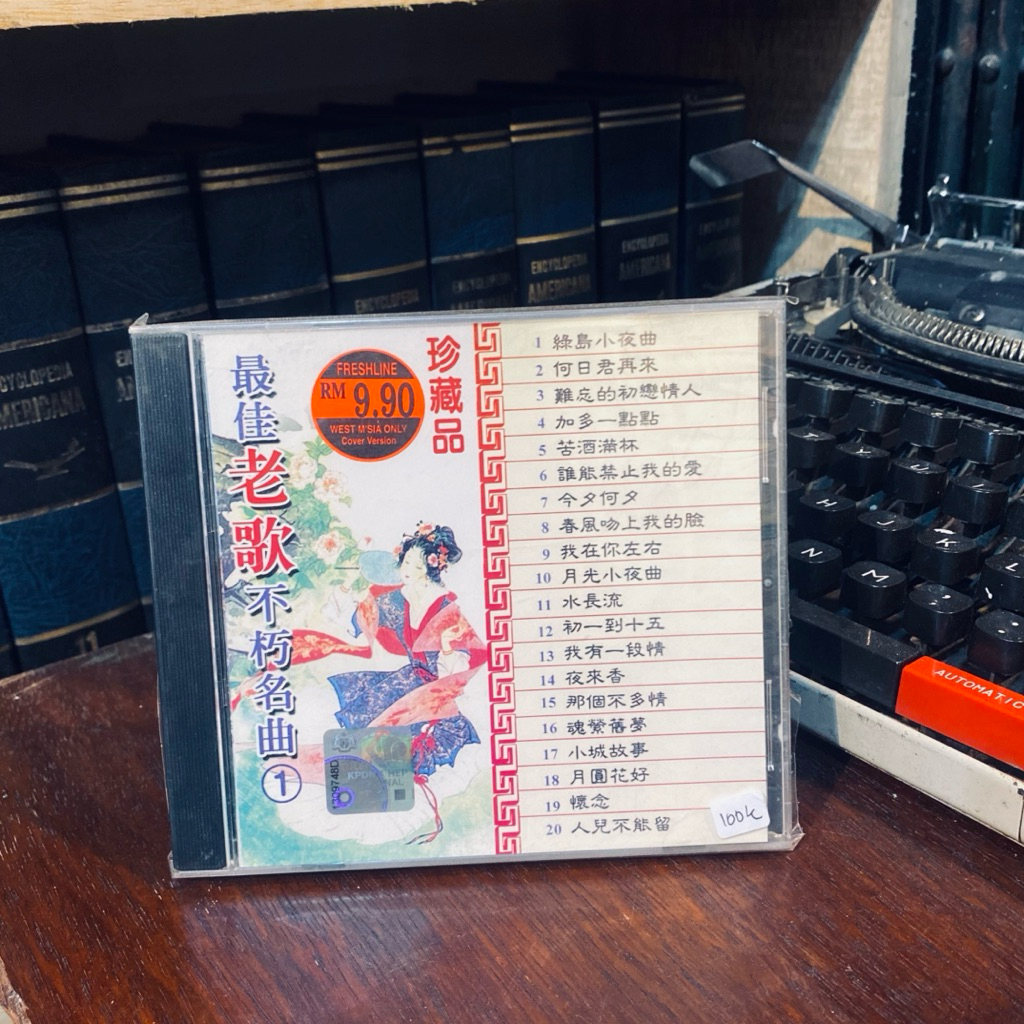 最佳老歌不朽名曲①
珍藏品
FRESHLINE
RM 9.90
WEST M'SIA ONLY
Cover Version
1 綠島小夜曲
2 何日君再來
3 難忘的初戀情人
4 加多一點點
5 苦酒滿杯
6 誰能禁止我的愛
7 今夕何夕
8 春風吻上我的臉
9 我在你左右
10 月光小夜曲
11 水長流
12 初一到十五
13 我有一段情
14 夜來香
15 那個不多情
16 魂縈舊夢
17 小城故事
18 月圓花好
19 懷念
20 人兒不能留
100k
ENCYCLOPEDIA
AMERICANA
ENCYCLOPEDIA
AMERICANA
ENCYCLOPEDIA
H
J
K
L
N
M
AUTOMATIC